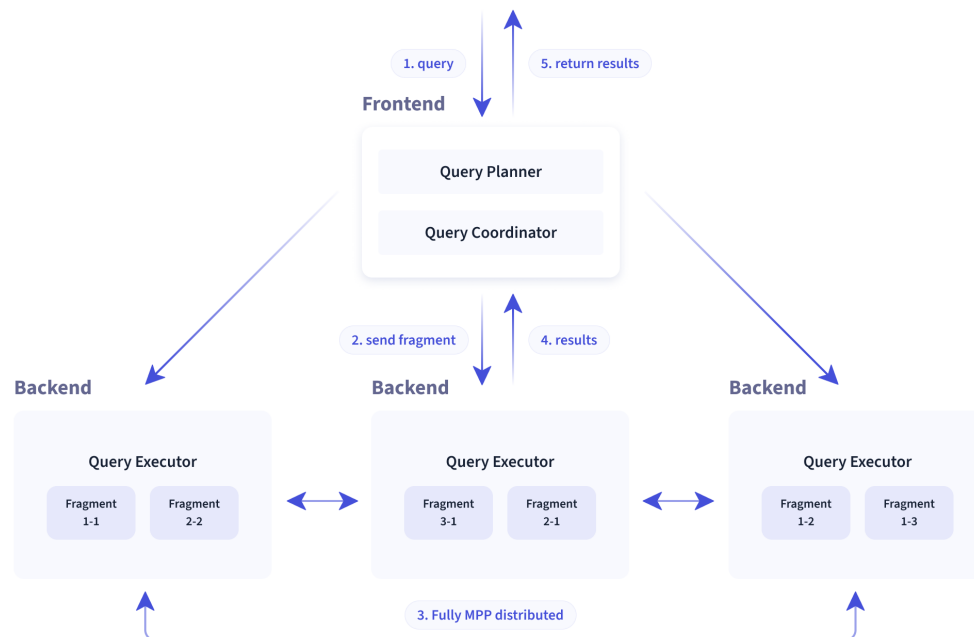 1. query
5. return results
Frontend
Query Planner
Query Coordinator
2. send fragment
4. results
Backend
Backend
Backend
Query Executor
Query Executor
Query Executor
Fragment
1-1
Fragment
2-2
Fragment
3-1
Fragment
2-1
Fragment
1-2
Fragment
1-3
3. Fully MPP distributed